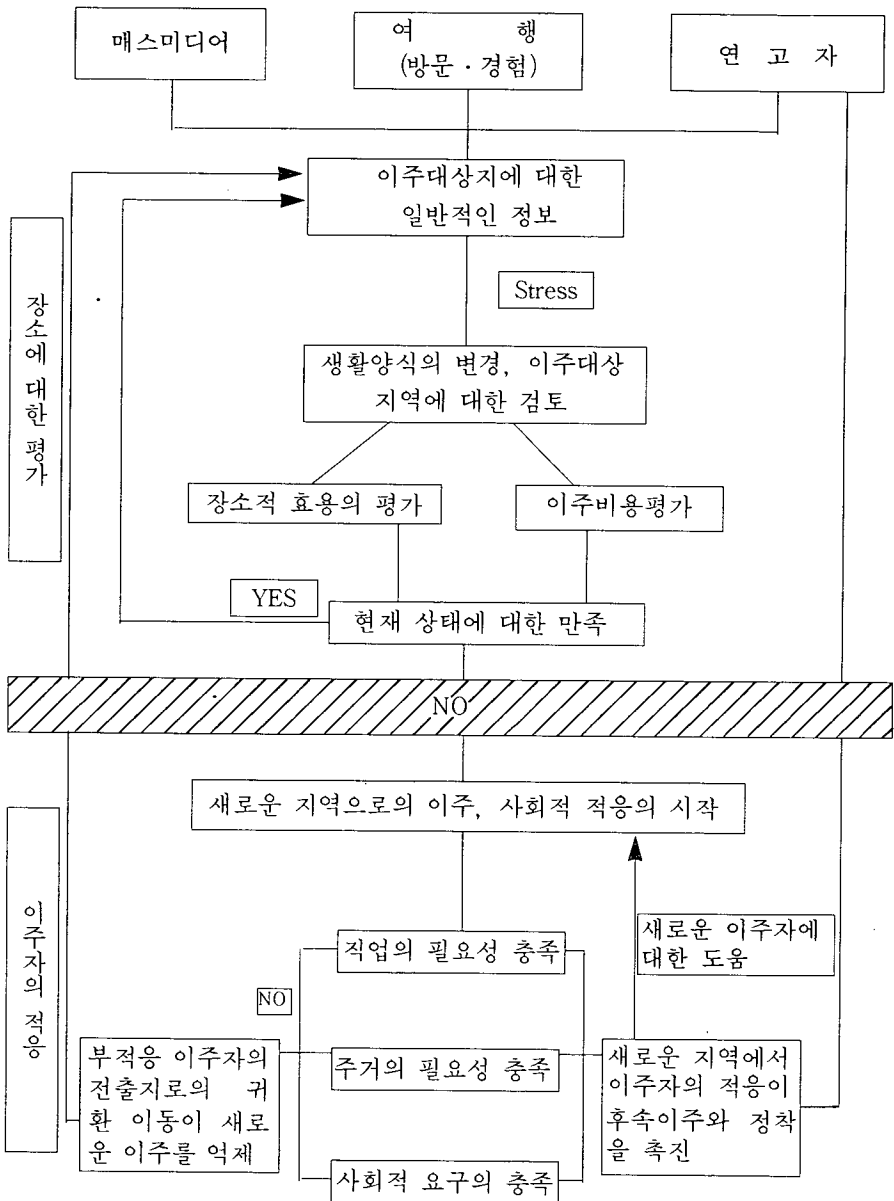 매스미디어
여 행
(방문·경험)
연 고 자
이주대상지에 대한
일반적인 정보
Stress
장소에 대한 평가
생활양식의 변경, 이주대상
지역에 대한 검토
장소적 효용의 평가
이주비용평가
YES
현재 상태에 대한 만족
NO
새로운 지역으로의 이주, 사회적 적응의 시작
이주자의 적응
직업의 필요성 충족
새로운 이주자에
대한 도움
NO
부적응 이주자의
전출지로의 귀
환 이동이 새로
운 이주를 억제
주거의 필요성 충족
새로운 지역에서
이주자의 적응이
후속이주와 정착
을 촉진
사회적 요구의 충족